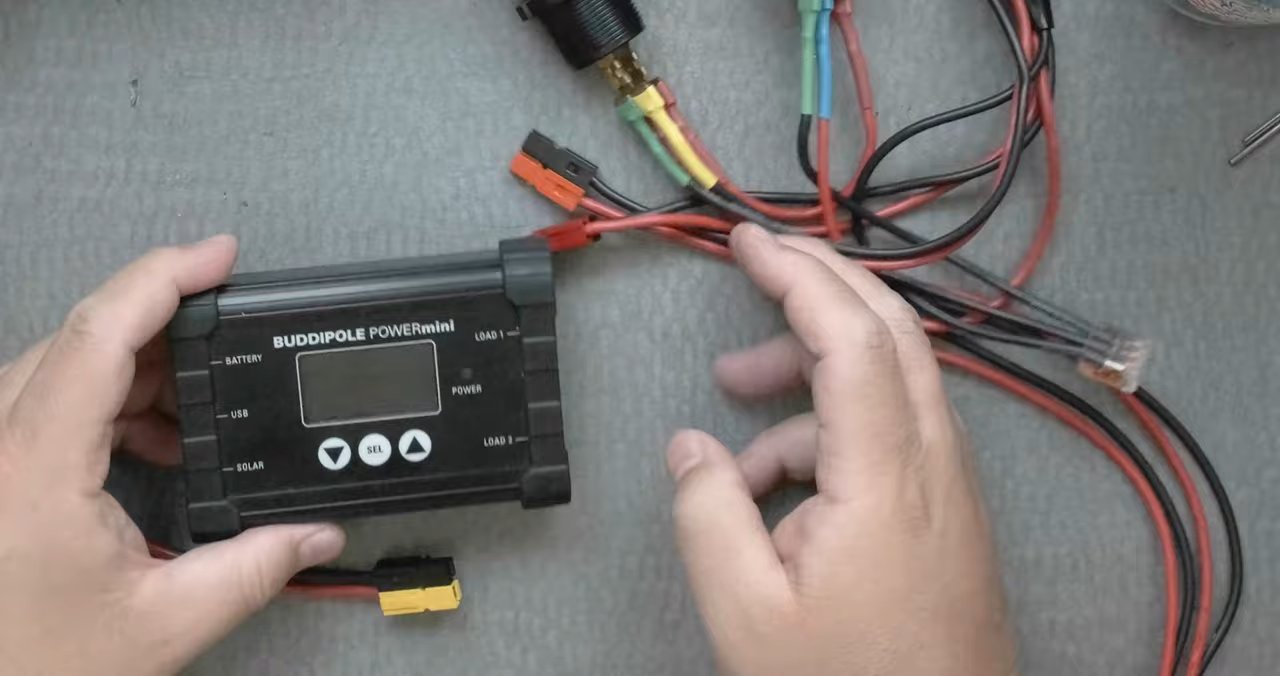 BUDDIPOLE POWERmini
BATTERY
LOAD 1
POWER
USB
LOAD 2
SEL
SOLAR